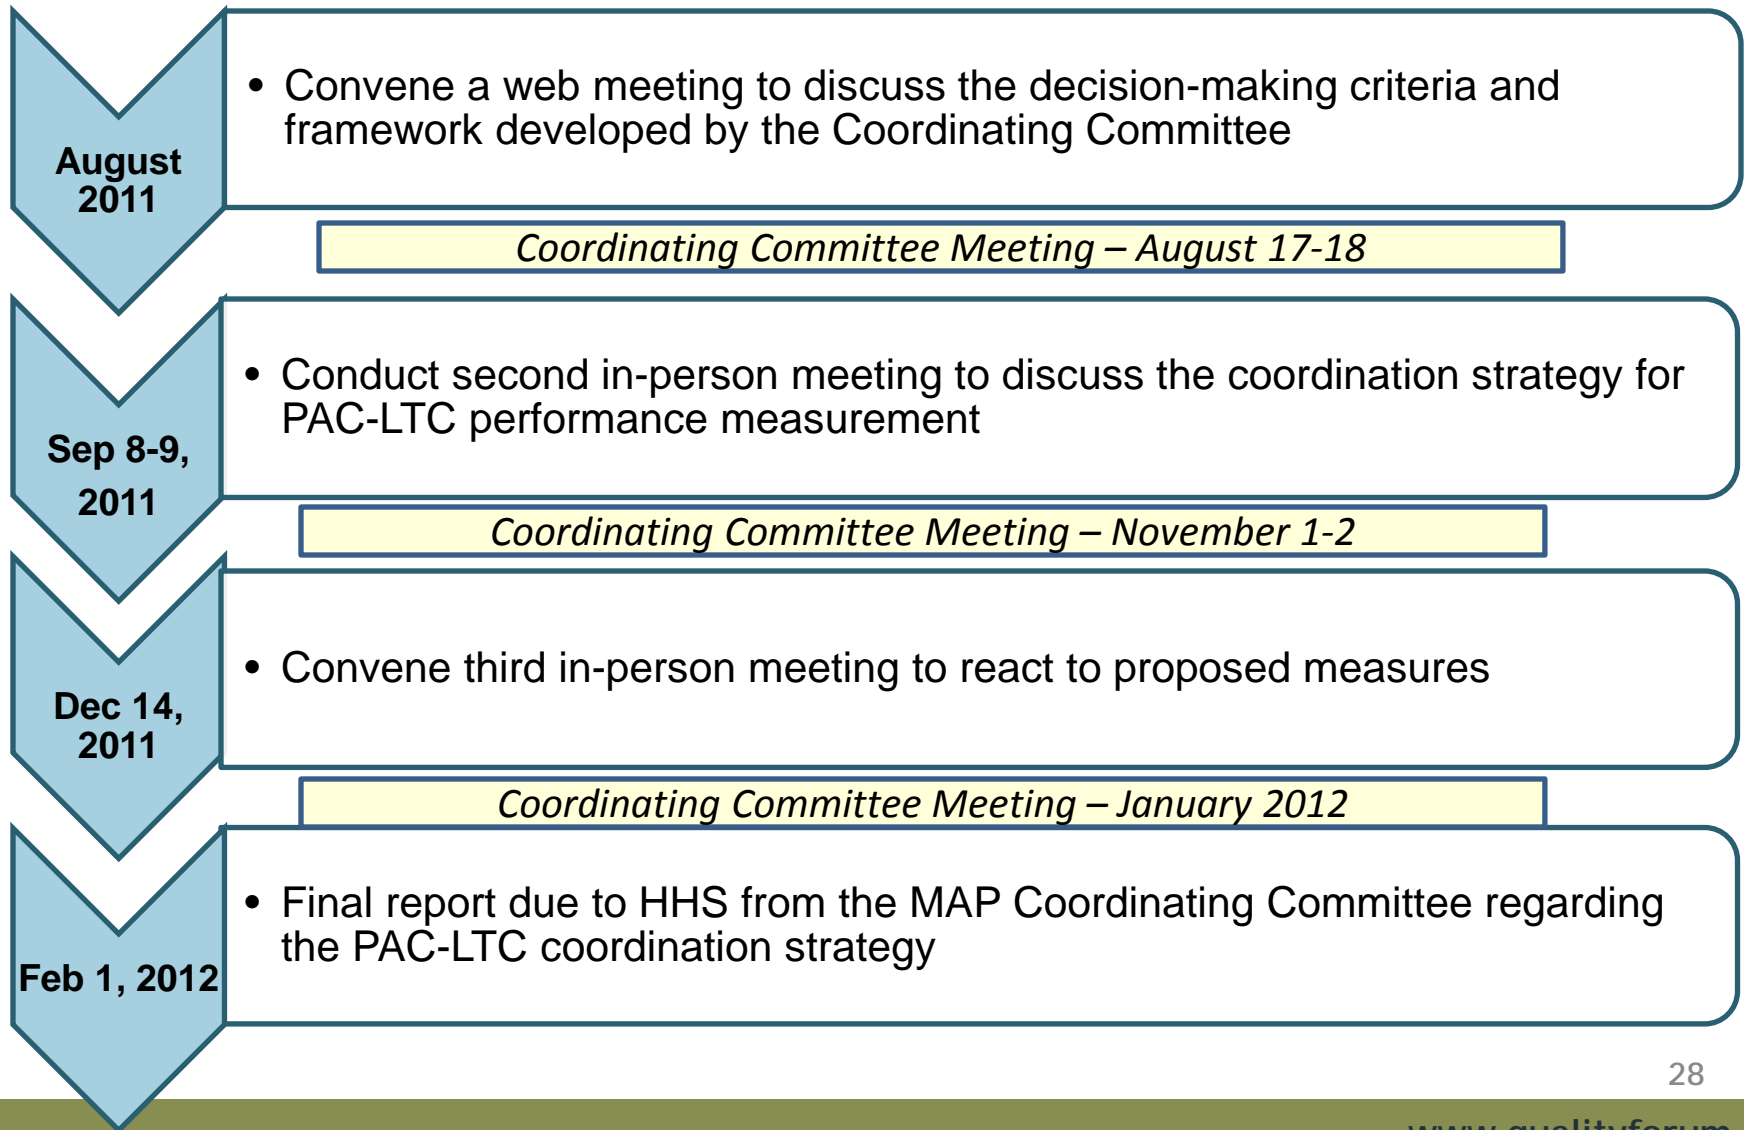 • Convene a web meeting to discuss the decision-making criteria and
framework developed by the Coordinating Committee
August
2011
Coordinating Committee Meeting – August 17-18
• Conduct second in-person meeting to discuss the coordination strategy for
PAC-LTC performance measurement
Sep 8-9,
2011
Coordinating Committee Meeting – November 1-2
• Convene third in-person meeting to react to proposed measures
Dec 14,
2011
Coordinating Committee Meeting – January 2012
• Final report due to HHS from the MAP Coordinating Committee regarding
the PAC-LTC coordination strategy
Feb 1, 2012
28
www.qualityforum